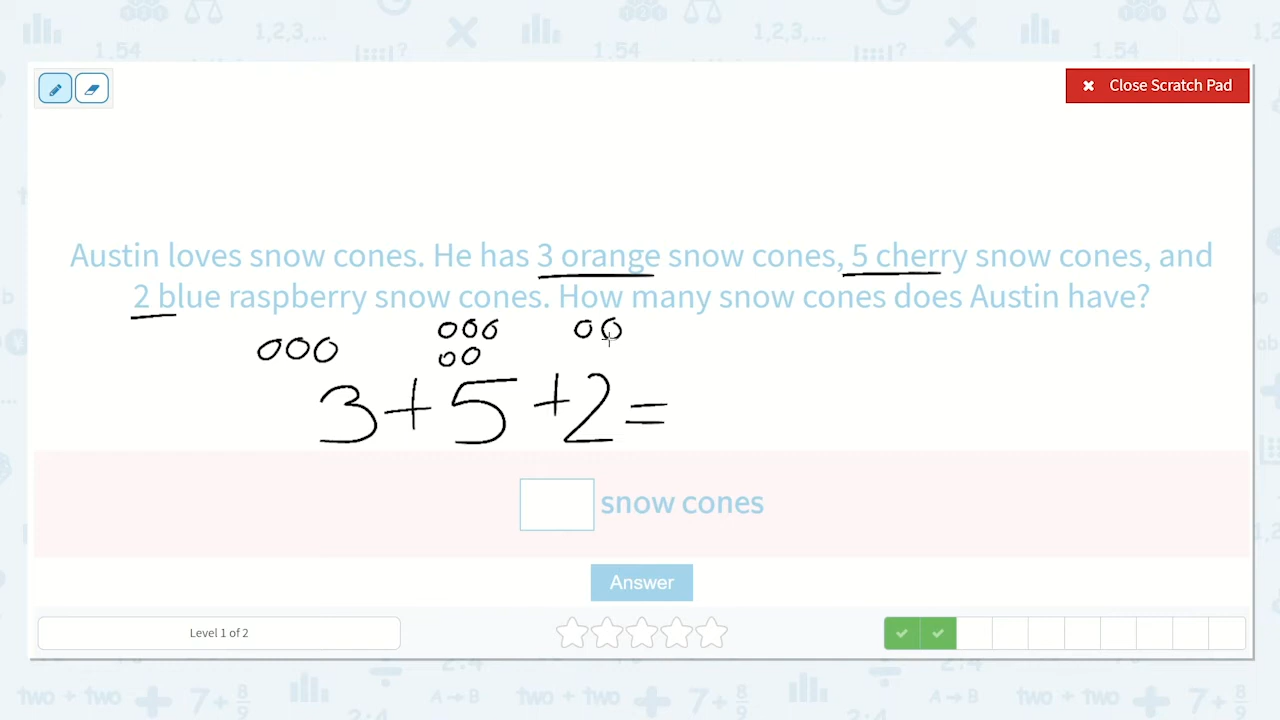 Close Scratch Pad
Austin loves snow cones. He has 3 orange snow cones, 5 cherry snow cones, and
2 blue raspberry snow cones. How many snow cones does Austin have?
3+5+2=
snow cones
Answer
Level 1 of 2